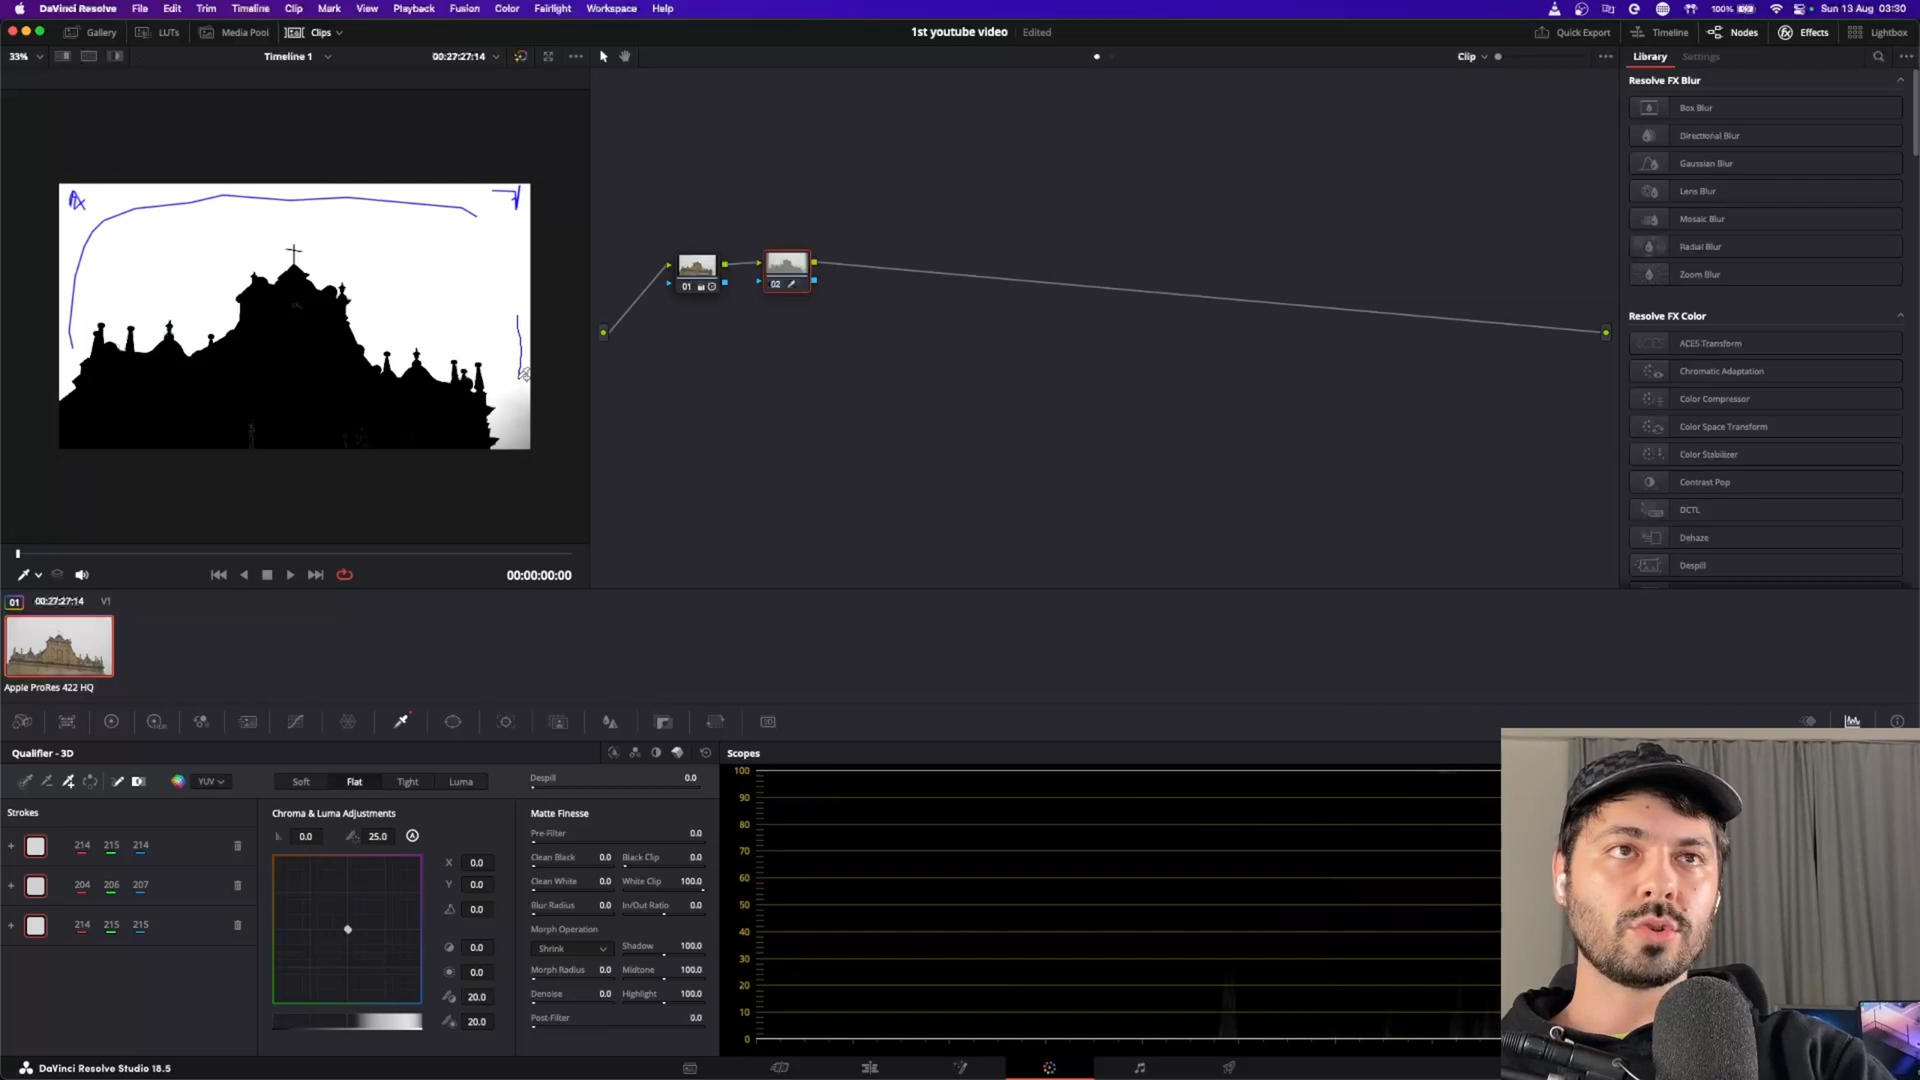 DaVinci Resolve File Edit Trim Timeline Clip Mark View Playback Fusion Color Fairlight Workspace Help 100% Sun 13 Aug 03:30
Gallery LUTs Media Pool Clips 1st youtube video Edited Quick Export Timeline Nodes Effects Lightbox
33% Timeline 1 00:27:27:14 Clip Library Settings
Resolve FX Blur
Box Blur
Directional Blur
Gaussian Blur
Lens Blur
Mosaic Blur
Radial Blur
Zoom Blur
01 02
Resolve FX Color
ACES Transform
Chromatic Adaptation
Color Compressor
Color Space Transform
Color Stabilizer
Contrast Pop
DCTL
Dehaze
Despill
00:00:00:00
01 00:27:27:14 V1
Apple ProRes 422 HQ
Qualifier - 3D
YUV Soft Flat Tight Luma
Strokes
214 215 214
204 206 207
214 215 215
Chroma & Luma Adjustments
0.0 25.0
X 0.0
Y 0.0
0.0
0.0
0.0
20.0
20.0
Despill 0.0
Matte Finesse
Pre-Filter 0.0
Clean Black 0.0 Black Clip 0.0
Clean White 0.0 White Clip 100.0
Blur Radius 0.0 In/Out Ratio 0.0
Morph Operation
Shrink Shadow 100.0
Morph Radius 0.0 Midtone 100.0
Denoise 0.0 Highlight 100.0
Post-Filter 0.0
Scopes
100
90
80
70
60
50
40
30
20
10
0
DaVinci Resolve Studio 18.5